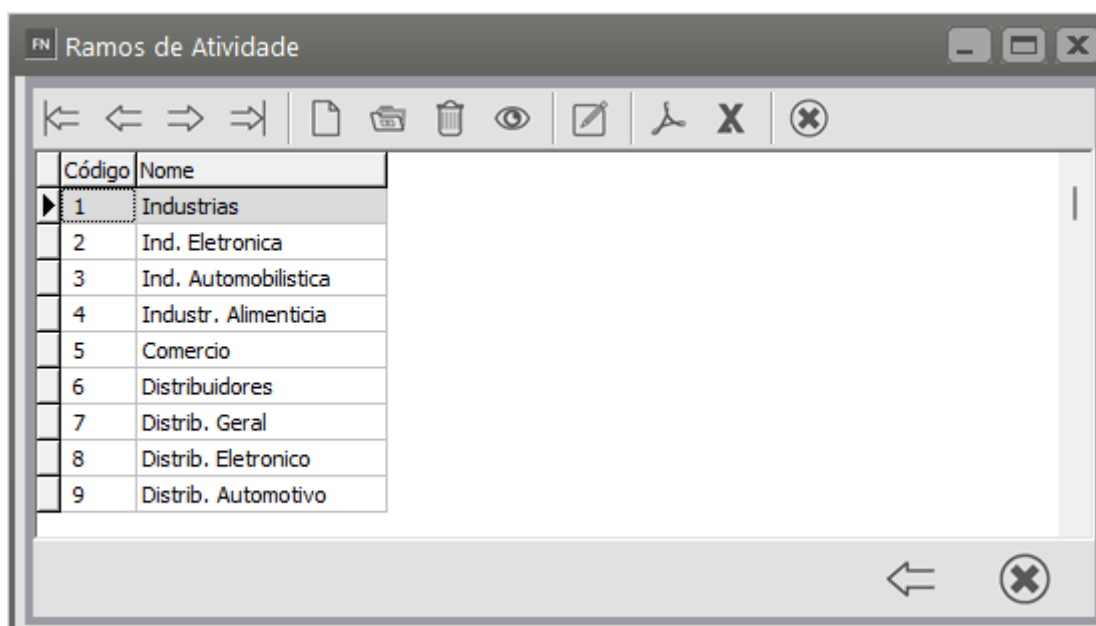 FN Ramos de Atividade
Código Nome
1 Industrias
2 Ind. Eletronica
3 Ind. Automobilistica
4 Industr. Alimenticia
5 Comercio
6 Distribuidores
7 Distrib. Geral
8 Distrib. Eletronico
9 Distrib. Automotivo